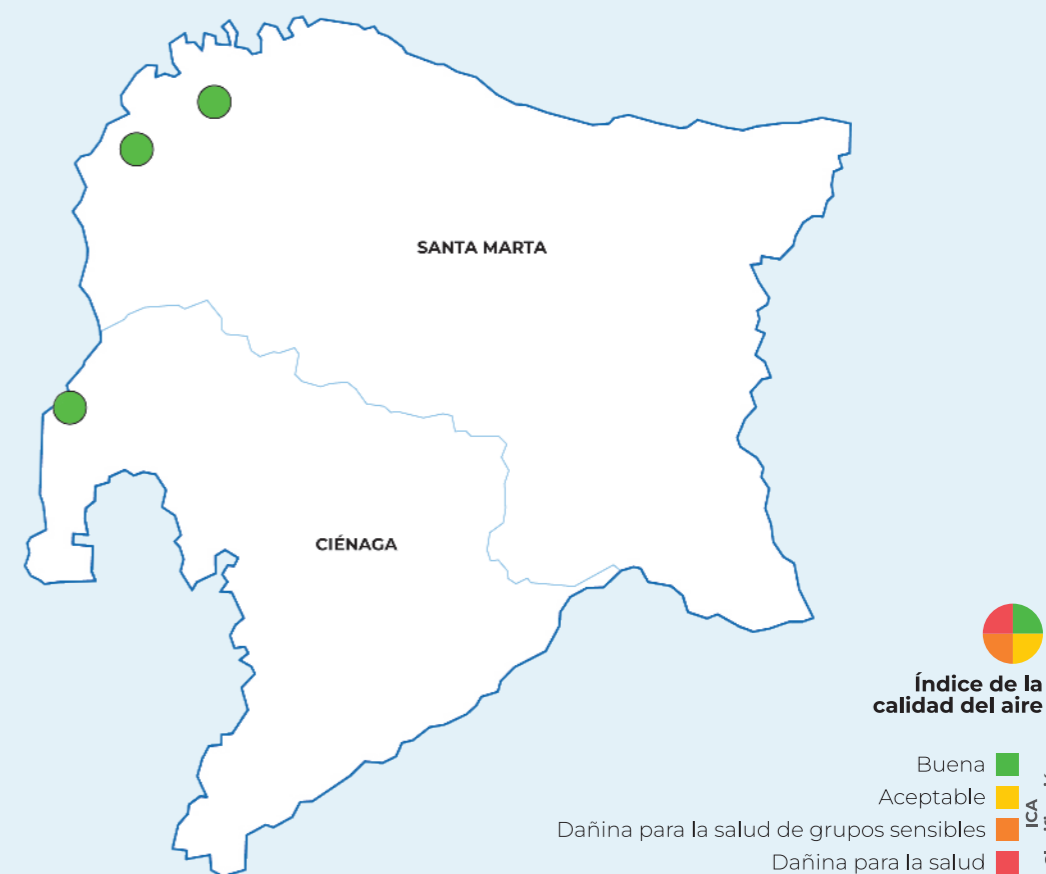 SANTA MARTA
CIÉNAGA
Índice de la
calidad del aire
Buena
Aceptable
Dañina para la salud de grupos sensibles
Dañina para la salud
ICA